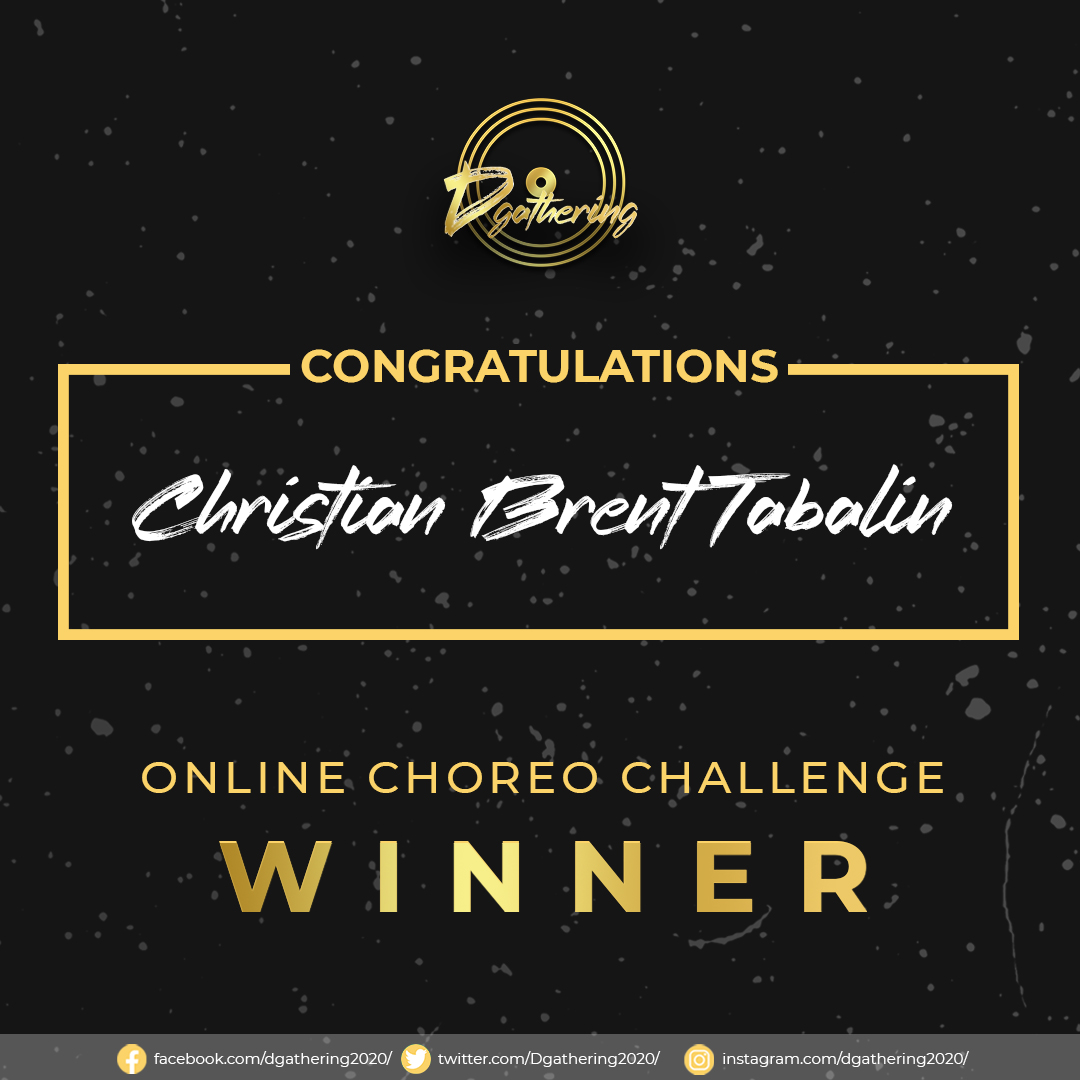 Dgathering
CONGRATULATIONS
Christian Brent Tabalin
ONLINE CHOREO CHALLENGE
WINNER
facebook.com/dgathering2020/ twitter.com/Dgathering2020/ instagram.com/dgathering2020/